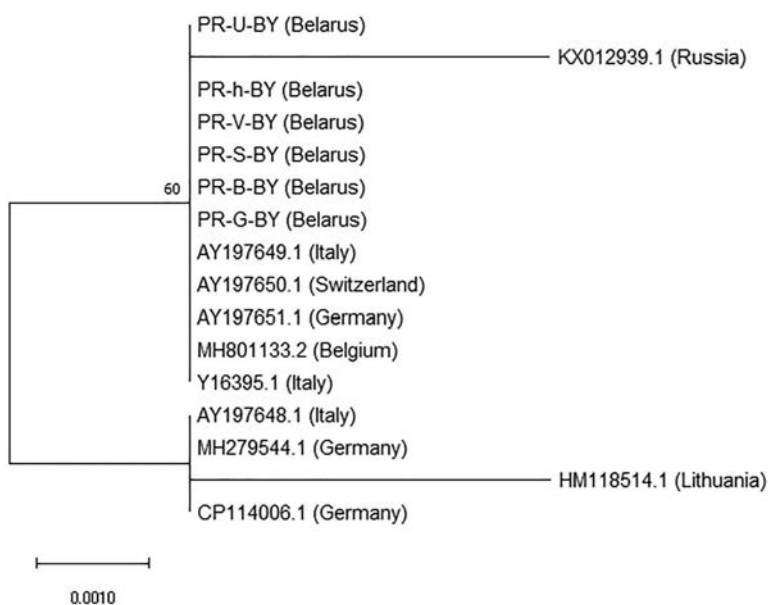 PR-U-BY (Belarus)
KX012939.1 (Russia)
PR-h-BY (Belarus)
PR-V-BY (Belarus)
PR-S-BY (Belarus)
60
PR-B-BY (Belarus)
PR-G-BY (Belarus)
AY197649.1 (Italy)
AY197650.1 (Switzerland)
AY197651.1 (Germany)
MH801133.2 (Belgium)
Y16395.1 (Italy)
AY197648.1 (Italy)
MH279544.1 (Germany)
HM118514.1 (Lithuania)
CP114006.1 (Germany)
0.0010